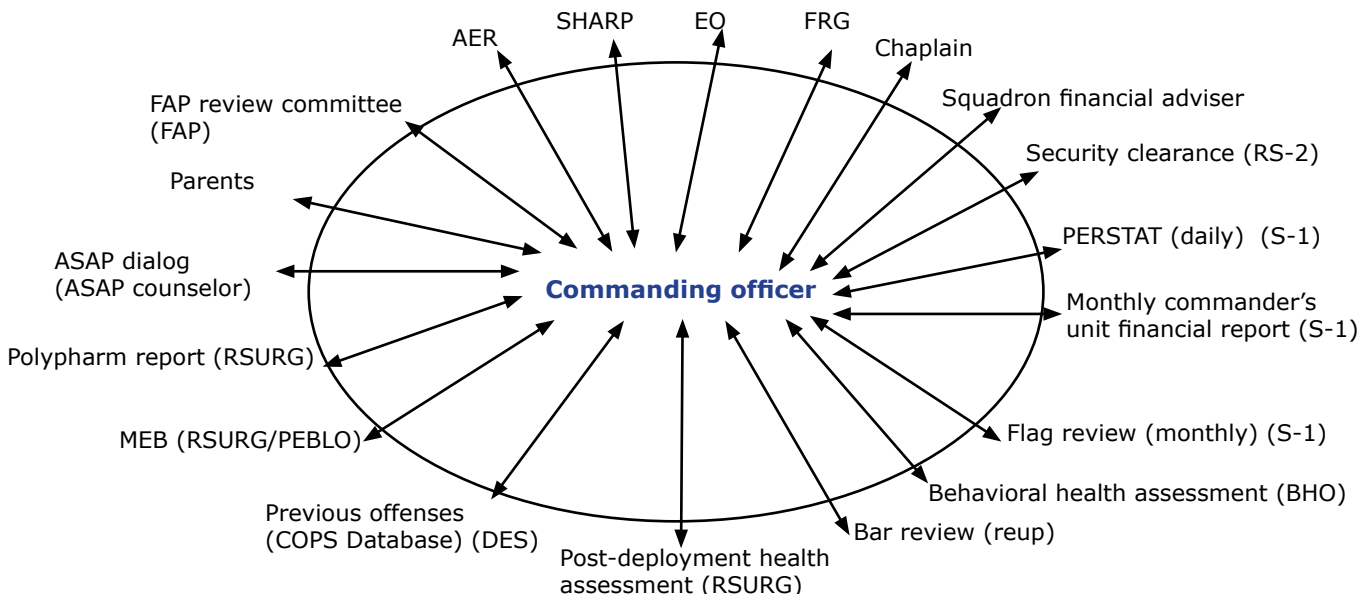 SHARP
EO
FRG
AER
Chaplain
FAP review committee
(FAP)
Squadron financial adviser
Security clearance (RS-2)
Parents
PERSTAT (daily) (S-1)
ASAP dialog
(ASAP counselor)
Commanding officer
Monthly commander's
unit financial report (S-1)
Polypharm report (RSURG)
MEB (RSURG/PEBLO)
Flag review (monthly) (S-1)
Behavioral health assessment (BHO)
Previous offenses
(COPS Database) (DES)
Bar review (reup)
Post-deployment health
assessment (RSURG)